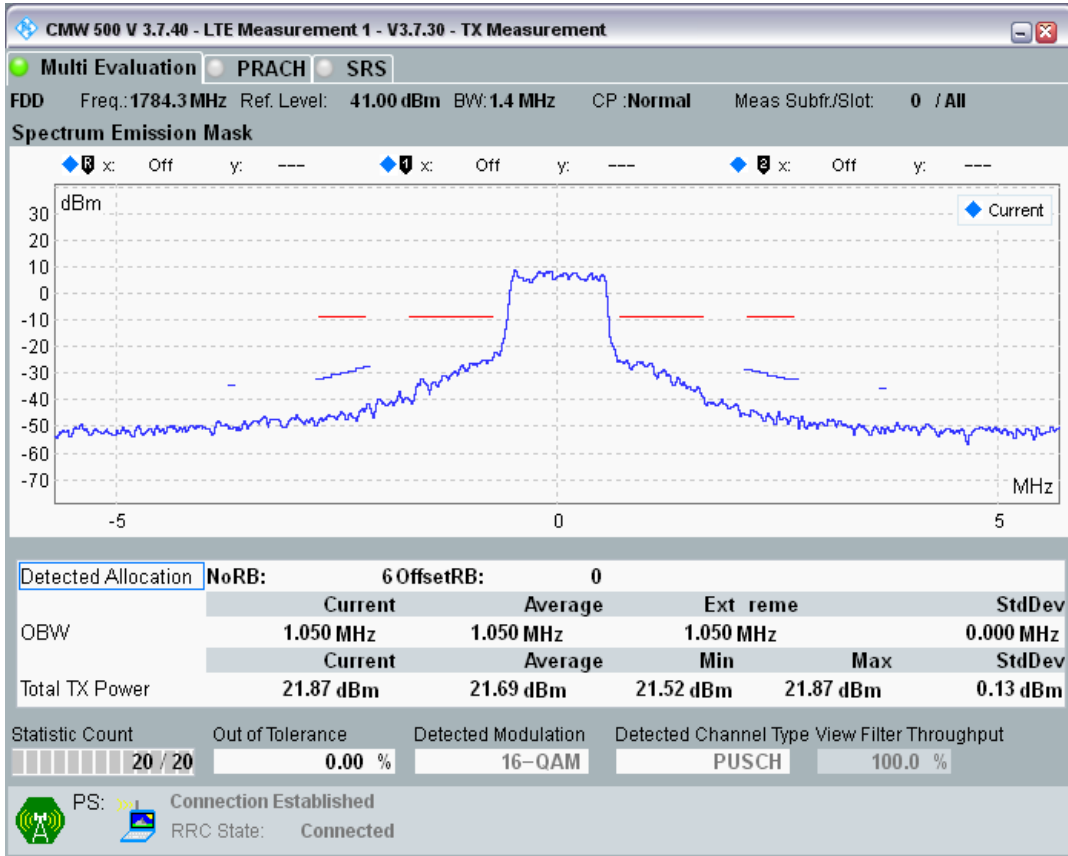 CMW 500 V 3.7.40 - LTE Measurement 1 - V3.7.30 - TX Measurement
Multi Evaluation PRACH SRS
FDD Freq.: 1784.3 MHz Ref. Level: 41.00 dBm BW: 1.4 MHz CP : Normal Meas Subfr./Slot: 0 / All
Spectrum Emission Mask
R x: Off y: --- 1 x: Off y: --- 2 x: Off y: ---
dBm
Current
30
20
10
0
-10
-20
-30
-40
-50
-60
-70
MHz
-5 0 5
Detected Allocation NoRB: 6 OffsetRB: 0
Current Average Ext reme StdDev
OBW 1.050 MHz 1.050 MHz 1.050 MHz 0.000 MHz
Current Average Min Max StdDev
Total TX Power 21.87 dBm 21.69 dBm 21.52 dBm 21.87 dBm 0.13 dBm
Statistic Count Out of Tolerance Detected Modulation Detected Channel Type View Filter Throughput
20 / 20 0.00 % 16-QAM PUSCH 100.0 %
PS: Connection Established
RRC State: Connected